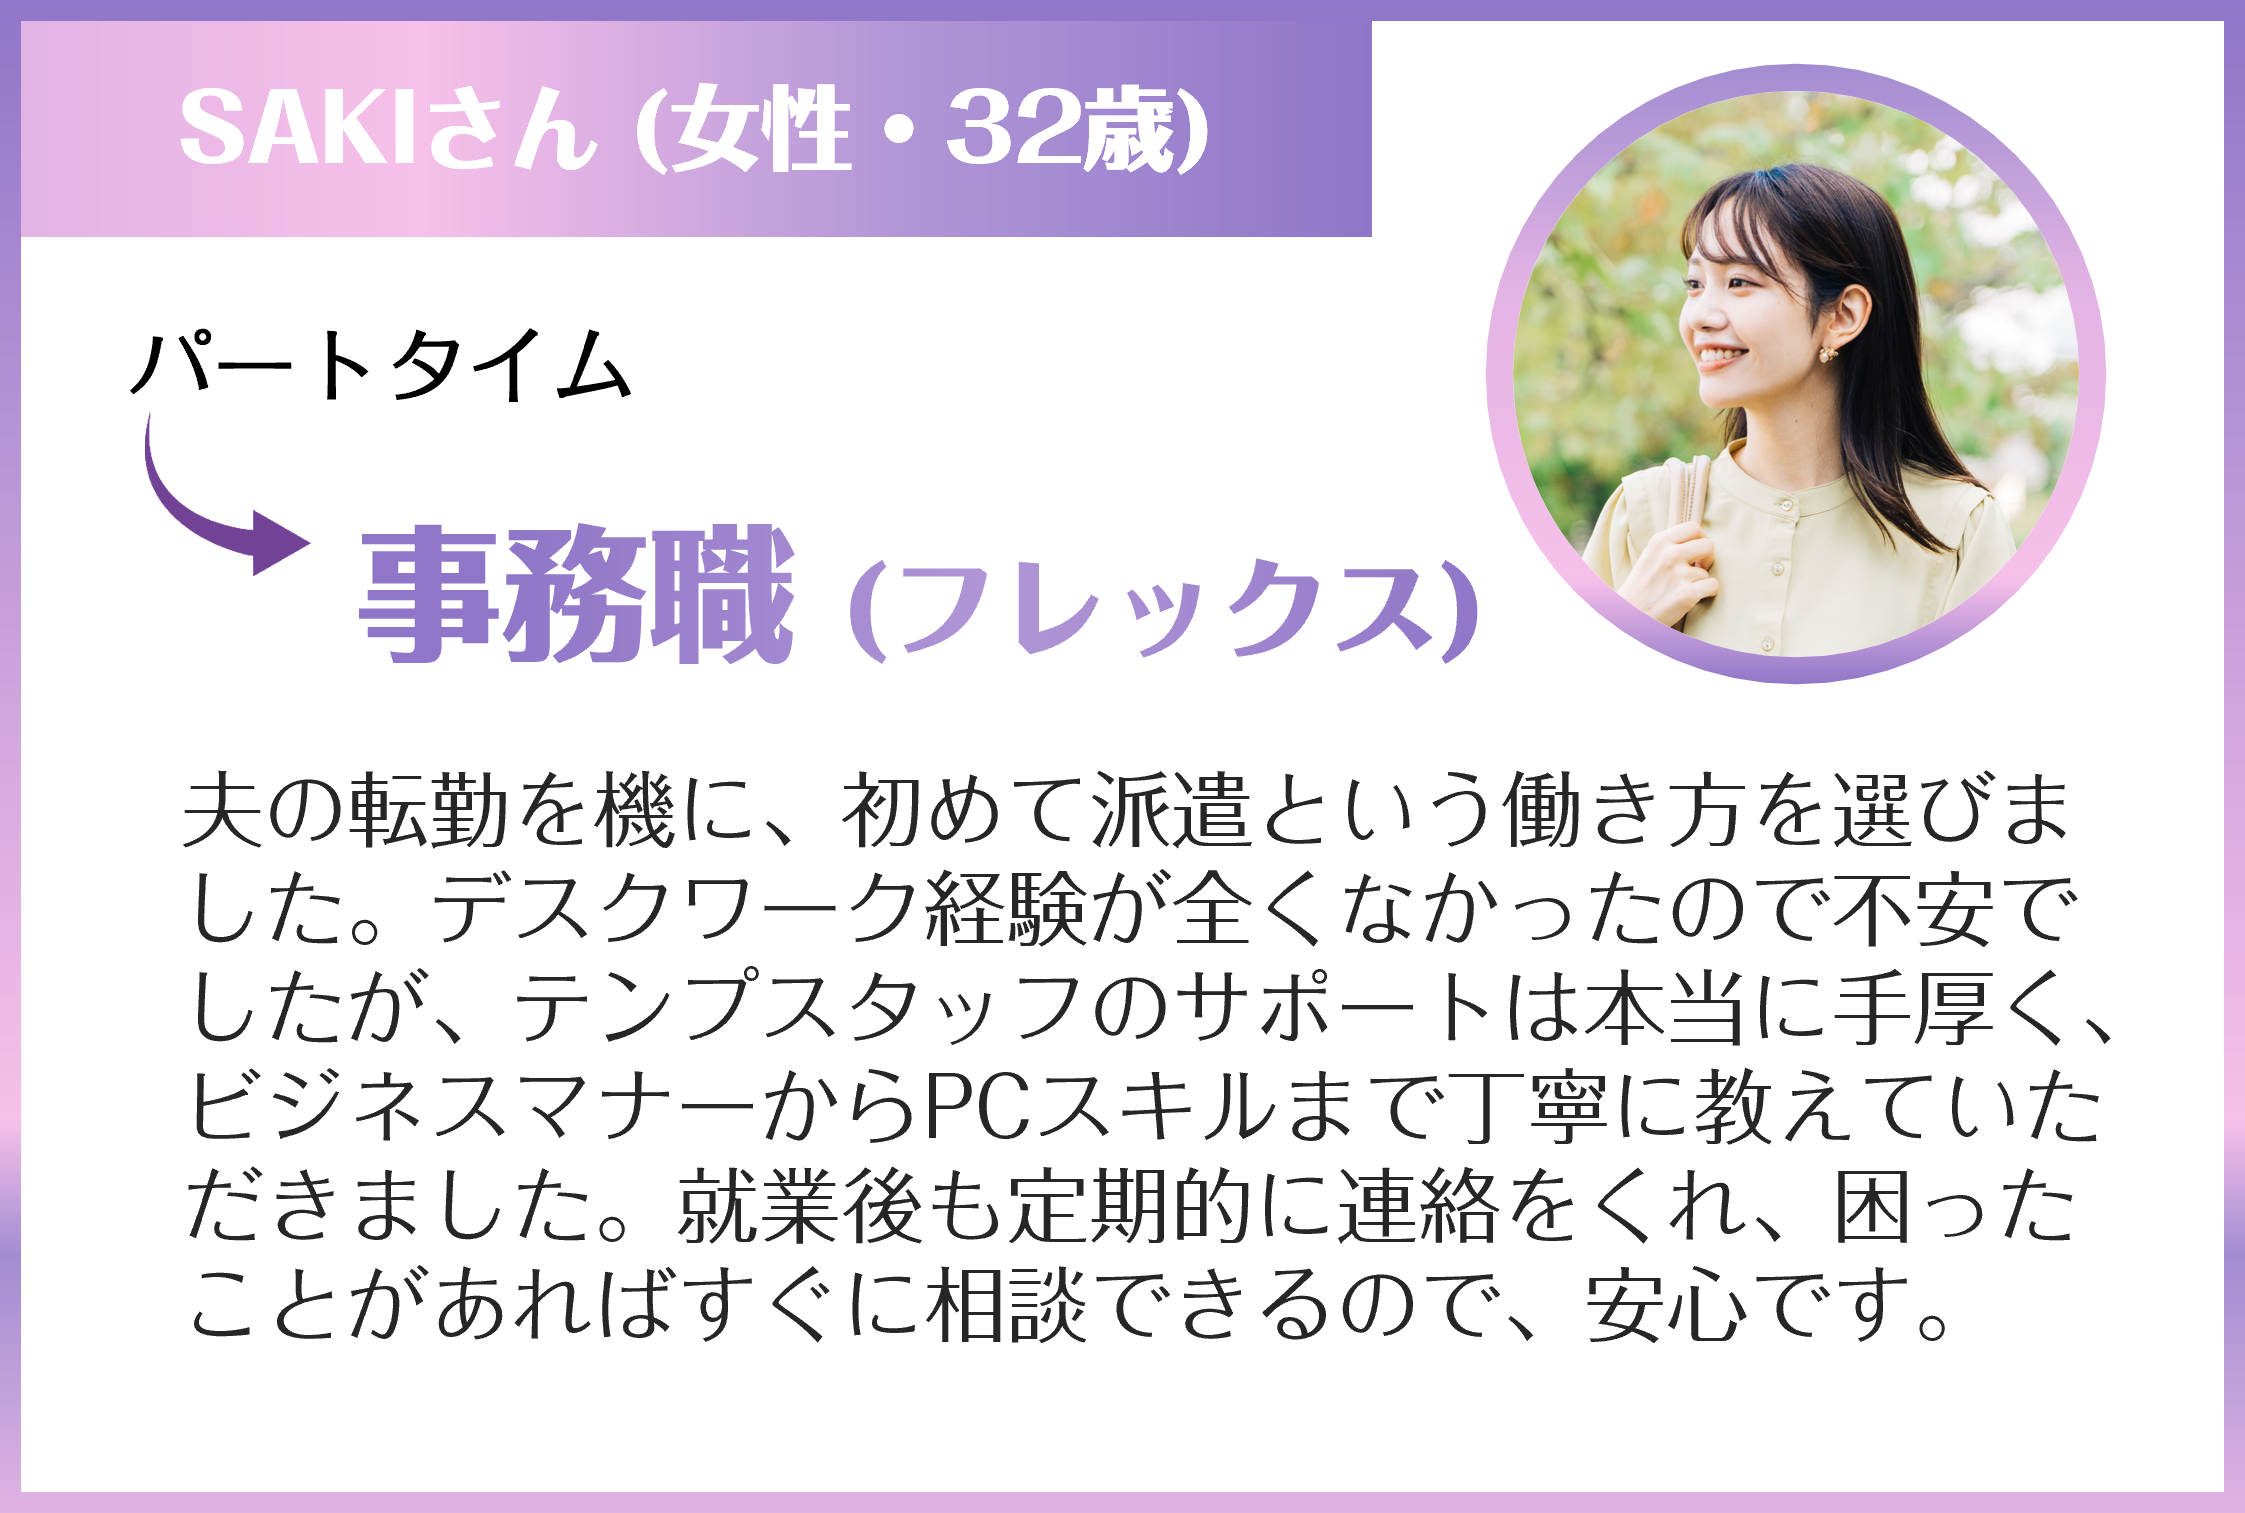 SAKIさん (女性・32歳)
パートタイム
事務職 (フレックス)
夫の転勤を機に、初めて派遣という働き方を選びま
した。デスクワーク経験が全くなかったので不安で
したが、テンプスタッフのサポートは本当に手厚く、
ビジネスマナーからPCスキルまで丁寧に教えていた
だきました。就業後も定期的に連絡をくれ、困った
ことがあればすぐに相談できるので、安心です。